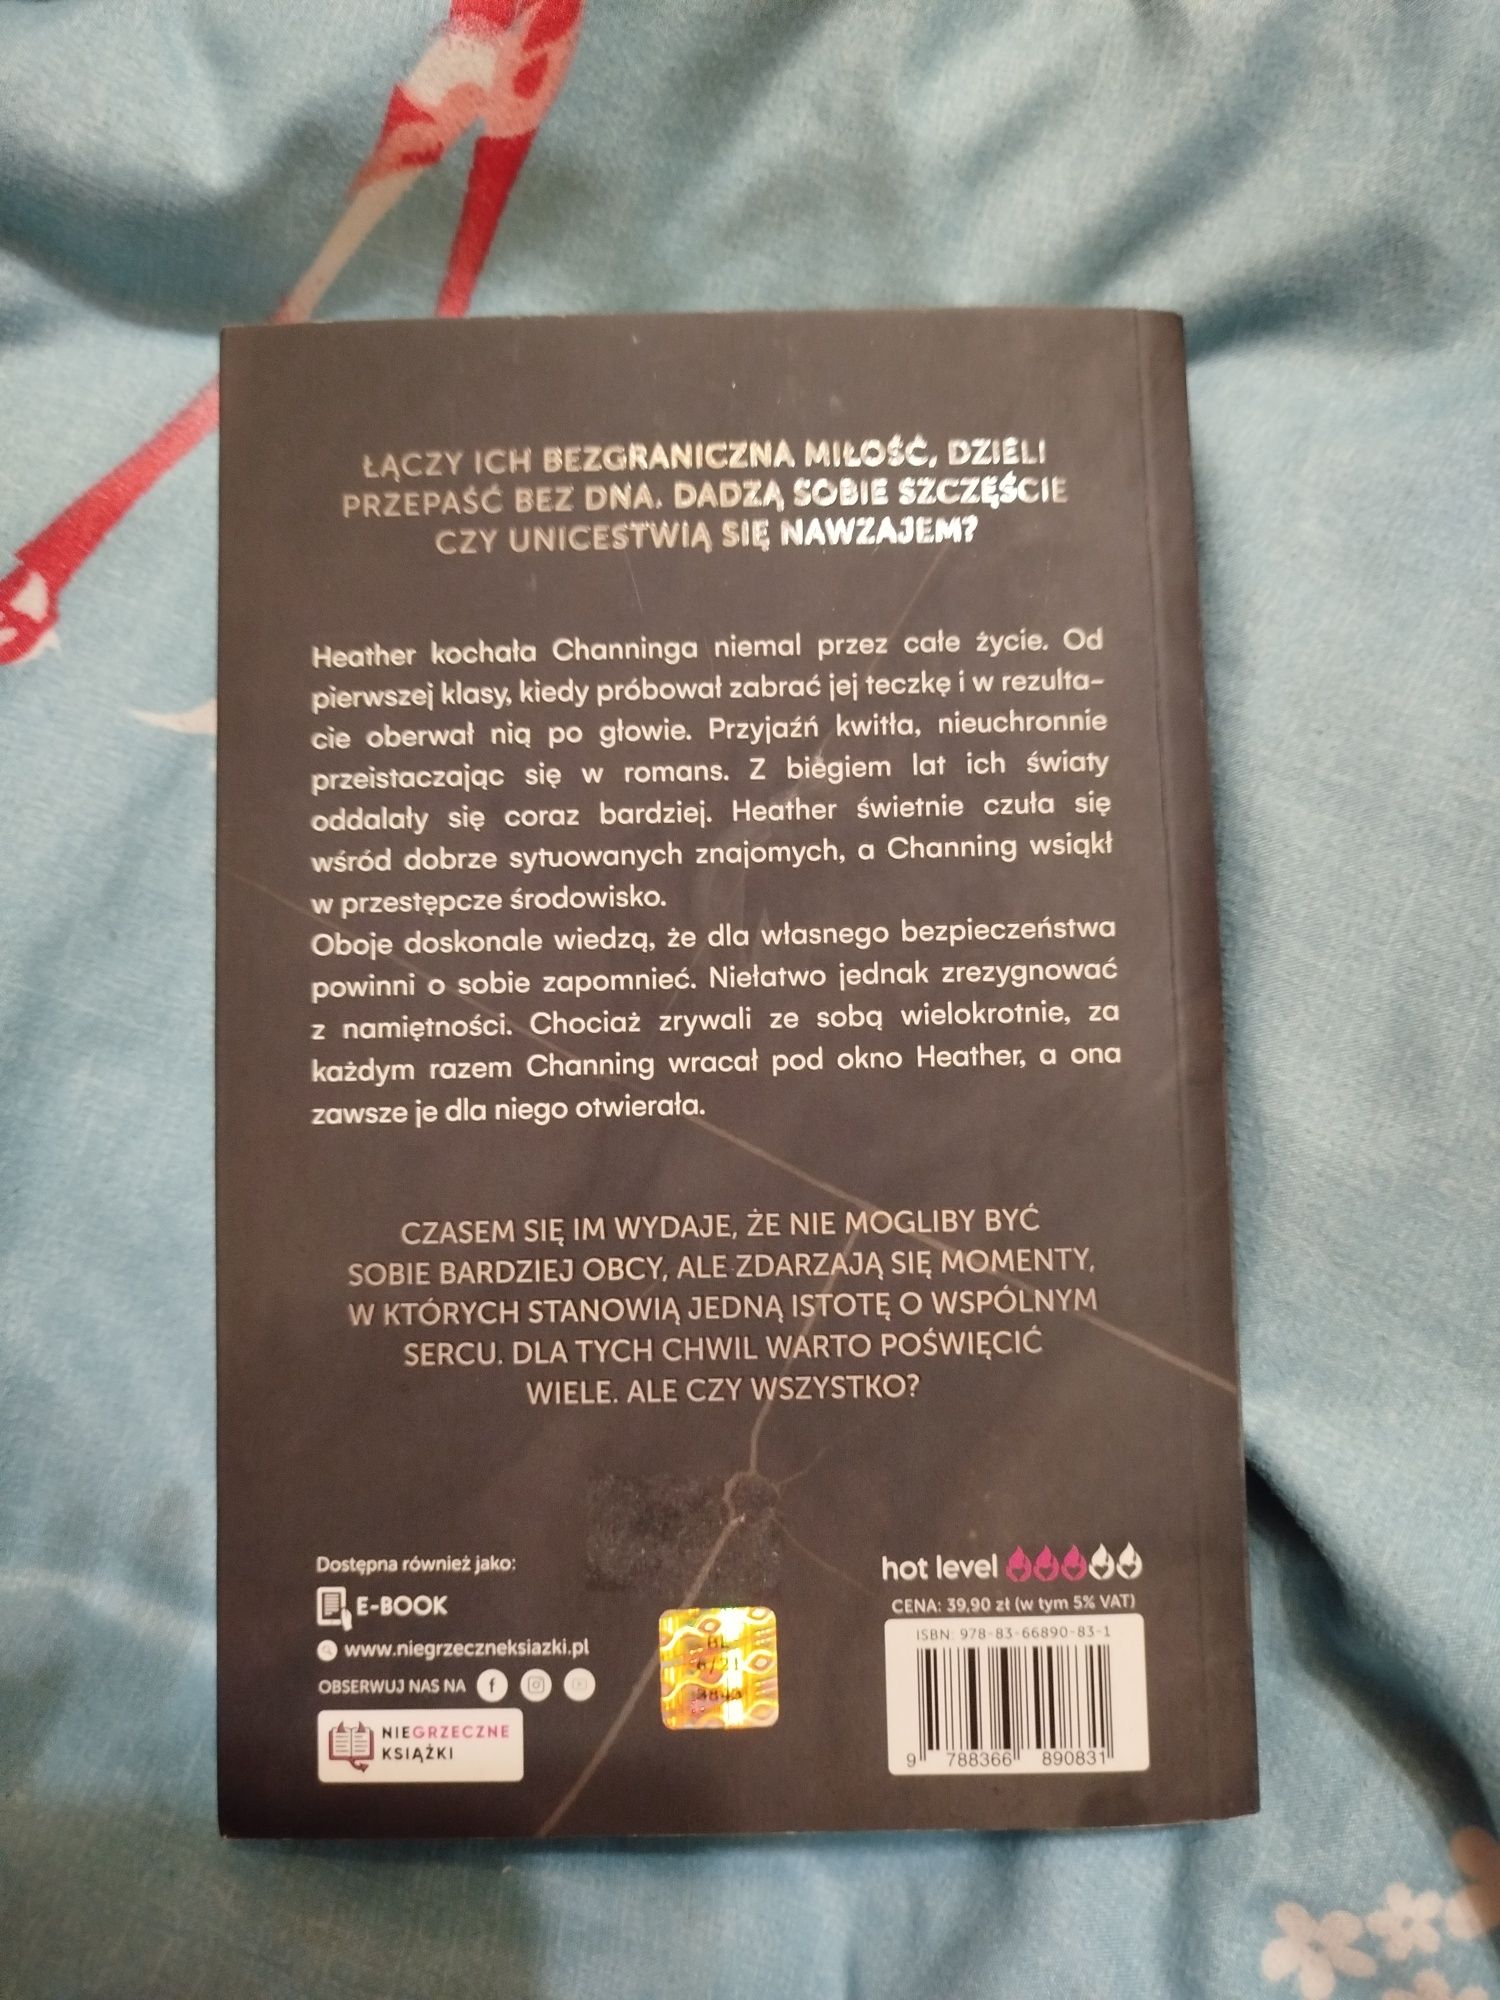 ŁĄCZY ICH BEZGRANICZNA MIŁOŚĆ, DZIELI
PRZEPAŚĆ BEZ DNA. DADZĄ SOBIE SZCZĘŚCIE
CZY UNICESTWIĄ SIĘ NAWZAJEM?
Heather kochała Channinga niemal przez całe życie. Od
pierwszej klasy, kiedy próbował zabrać jej teczkę i w rezulta-
cie oberwał nią po głowie. Przyjaźń kwitła, nieuchronnie
przeistaczając się w romans. Z biegiem lat ich światy
oddalały się coraz bardziej. Heather świetnie czuła się
wśród dobrze sytuowanych znajomych, a Channing wsiąkł
w przestępcze środowisko.
Oboje doskonale wiedzą, że dla własnego bezpieczeństwa
powinni o sobie zapomnieć. Niełatwo jednak zrezygnować
z namiętności. Chociaż zrywali ze sobą wielokrotnie, za
każdym razem Channing wracał pod okno Heather, a ona
zawsze je dla niego otwierała.
CZASEM SIĘ IM WYDAJE, ŻE NIE MOGLIBY BYĆ
SOBIE BARDZIEJ OBCY, ALE ZDARZAJĄ SIĘ MOMENTY,
W KTÓRYCH STANOWIĄ JEDNĄ ISTOTĘ O WSPÓLNYM
SERCU. DLA TYCH CHWIL WARTO POŚWIĘCIĆ
WIELE. ALE CZY WSZYSTKO?
Dostępna również jako:
E-BOOK
www.niegrzeczneksiazki.pl
OBSERWUJ NAS NA f
NIEGRZECZNE
KSIĄŻKI
hot level
CENA: 39,90 zł (w tym 5% VAT)
ISBN: 978-83-66890-83-1
9 788366 890831